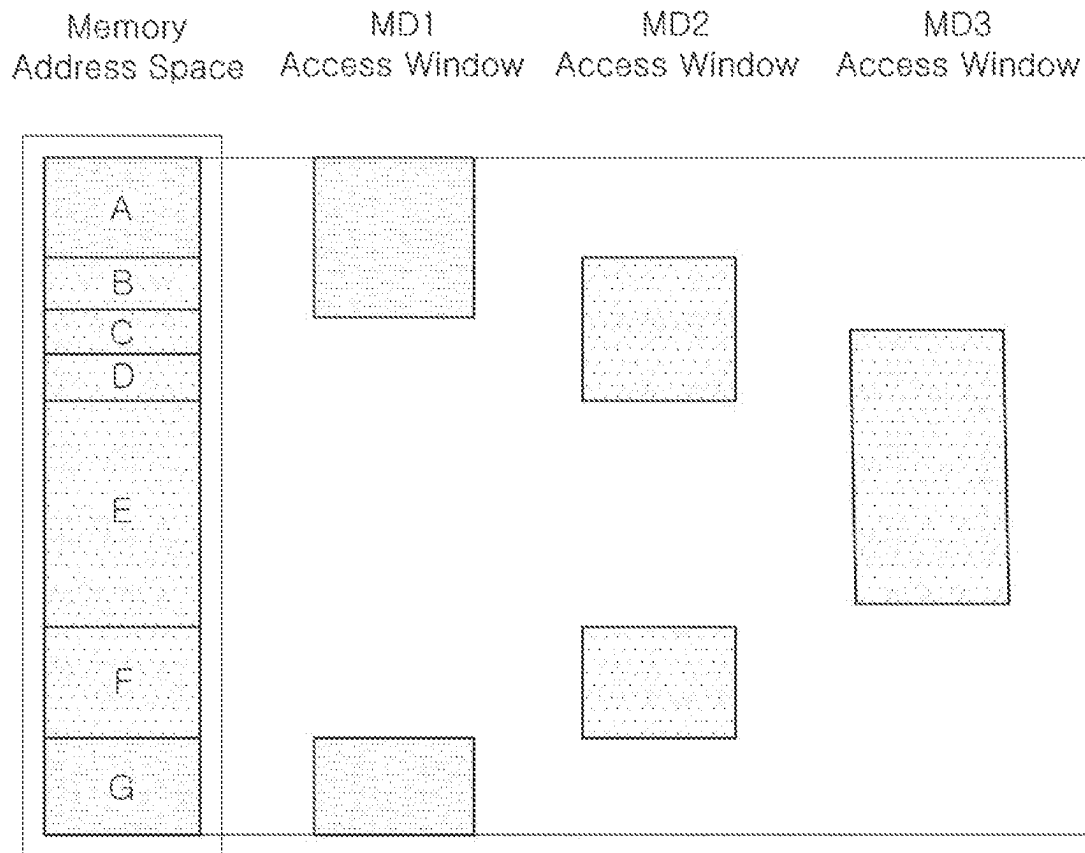 Memory
Address Space
MD1
Access Window
MD2
Access Window
MD3
Access Window
A
B
C
D
E
F
G